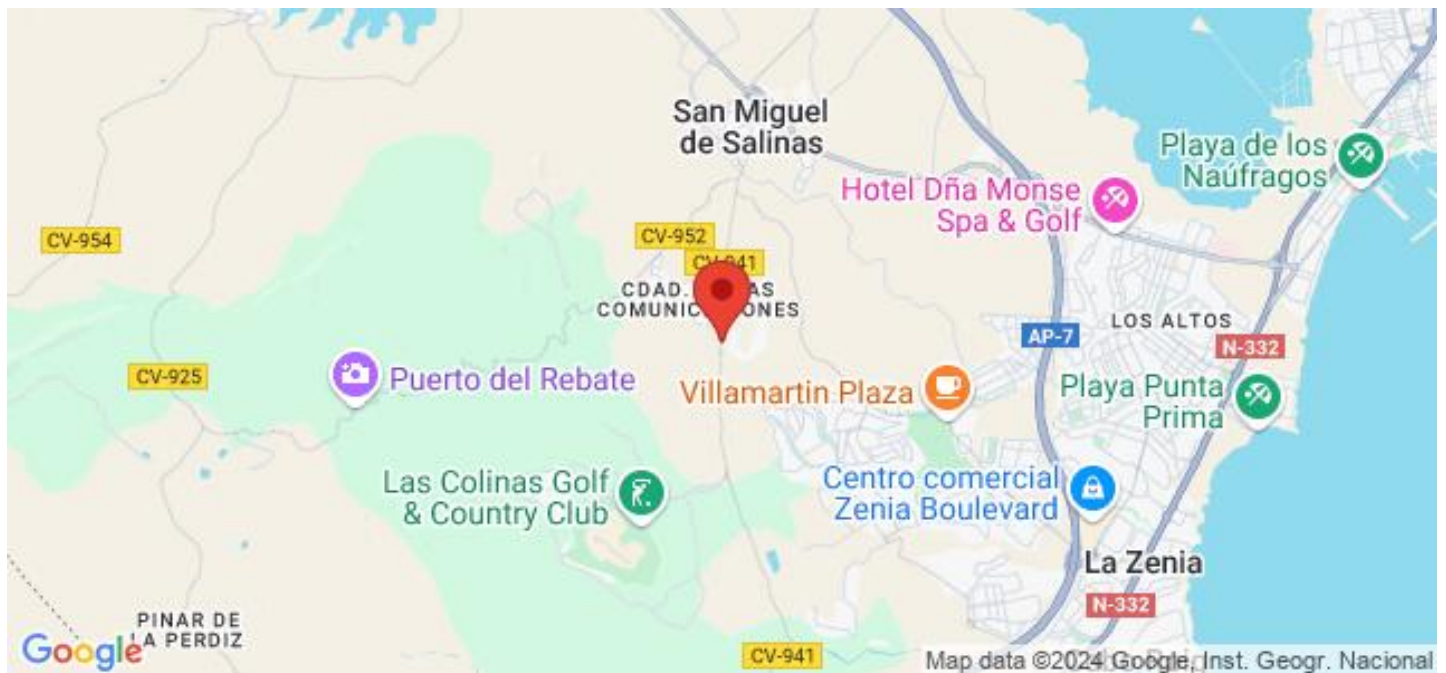 San Miguel
de Salinas
Playa de los
Naúfragos
Hotel Dña Monse
Spa & Golf
CV-954
CV-952
CV-941
CDAD.
COMUNIC
LOS ALTOS
AP-7
N-332
CV-925
Puerto del Rebate
Villamartin Plaza
Playa Punta
Prima
Las Colinas Golf
& Country Club
Centro comercial
Zenia Boulevard
La Zenia
N-332
PINAR DE
LA PERDIZ
Google
CV-941
Map data ©2024 Google, Inst. Geogr. Nacional